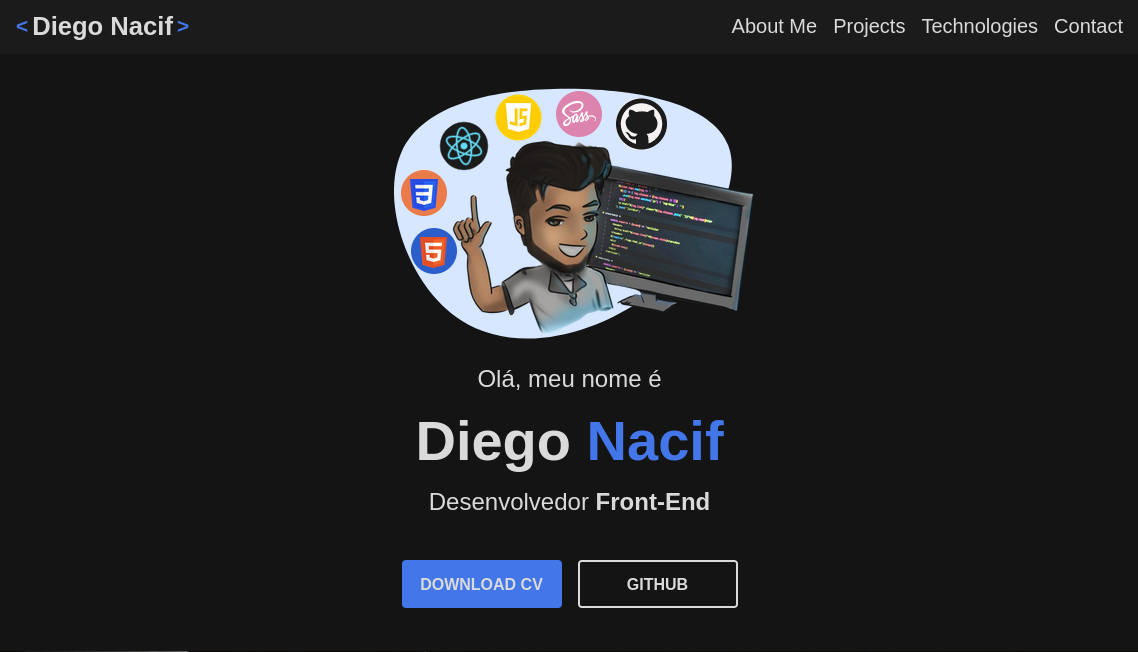 < Diego Nacif >
About Me Projects Technologies Contact
JS
Sass
3
5
Olá, meu nome é
Diego Nacif
Desenvolvedor Front-End
DOWNLOAD CV
GITHUB